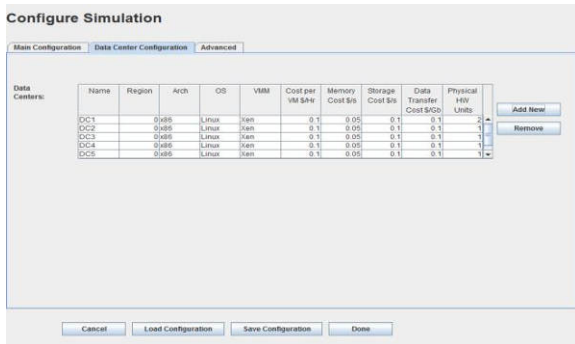 Configure Simulation
Main Configuration Data Center Configuration Advanced
Data Centers:
Name Region Arch OS VMM Cost per VM $/Hr Memory Cost $/s Storage Cost $/s Data Transfer Cost $/Gb Physical HW Units
DC1 0 x86 Linux Xen 0.1 0.05 0.1 0.1 2
DC2 0 x86 Linux Xen 0.1 0.05 0.1 0.1 1
DC3 0 x86 Linux Xen 0.1 0.05 0.1 0.1 1
DC4 0 x86 Linux Xen 0.1 0.05 0.1 0.1 1
DC5 0 x86 Linux Xen 0.1 0.05 0.1 0.1 1
Add New
Remove
Cancel Load Configuration Save Configuration Done